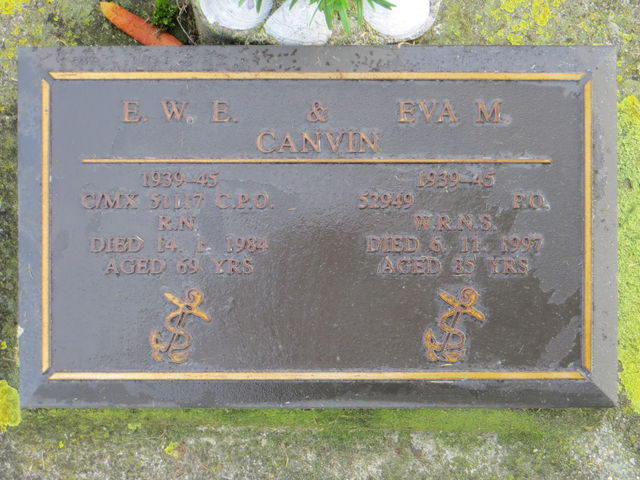 E. W. E. & EVA M.
CANVIN
1939-45
C/MX 51117 C.P.O.
R.N.
DIED 14. 1. 1984
AGED 69 YRS
1939-45
52949 P.O.
W.R.N.S.
DIED 6. 11. 1997
AGED 85 YRS